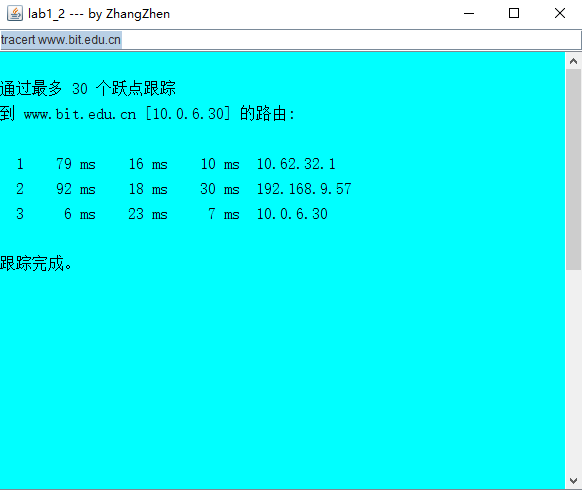 lab1_2 --- by ZhangZhen
tracert www.bit.edu.cn
通过最多 30 个跃点跟踪
到 www.bit.edu.cn [10.0.6.30] 的路由:
1 79 ms 16 ms 10 ms 10.62.32.1
2 92 ms 18 ms 30 ms 192.168.9.57
3 6 ms 23 ms 7 ms 10.0.6.30
跟踪完成。